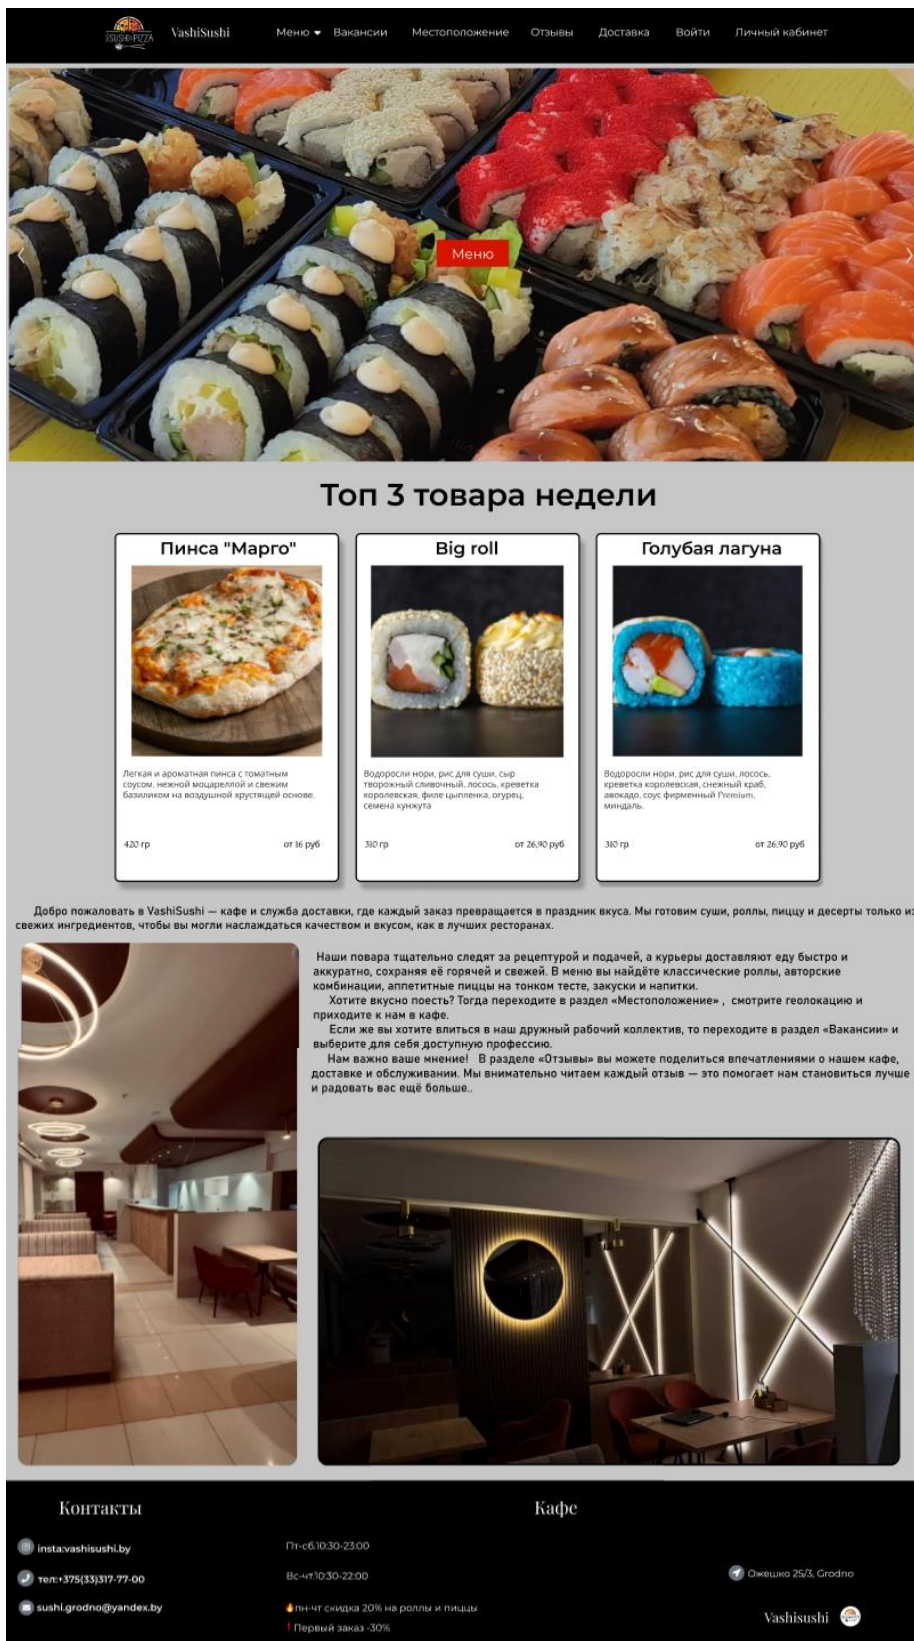 SUSHI&PIZZA
VashiSushi Меню Вакансии Местоположение Отзывы Доставка Войти Личный кабинет
Меню
Топ 3 товара недели
Пинса "Марго"
Легкая и ароматная пинса с томатным
соусом, нежной моцареллой и свежим
базиликом на воздушной хрустящей основе.
420 гр от 16 руб
Big roll
Водоросли нори, рис для суши, сыр
творожный сливочный, лосось, креветка
королевская, филе цыпленка, огурец,
семена кунжута
310 гр от 26,90 руб
Голубая лагуна
Водоросли нори, рис для суши, лосось,
креветка королевская, снежный краб,
авокадо, соус фирменный Premium,
миндаль.
310 гр от 26.90 руб
Добро пожаловать в VashiSushi — кафе и служба доставки, где каждый заказ превращается в праздник вкуса. Мы готовим суши, роллы, пиццу и десерты только из
свежих ингредиентов, чтобы вы могли наслаждаться качеством и вкусом, как в лучших ресторанах.
Наши повара тщательно следят за рецептурой и подачей, а курьеры доставляют еду быстро и
аккуратно, сохраняя её горячей и свежей. В меню вы найдёте классические роллы, авторские
комбинации, аппетитные пиццы на тонком тесте, закуски и напитки.
Хотите вкусно поесть? Тогда переходите в раздел «Местоположение» , смотрите геолокацию и
приходите к нам в кафе.
Если же вы хотите влиться в наш дружный рабочий коллектив, то переходите в раздел «Вакансии» и
выберите для себя доступную профессию.
Нам важно ваше мнение! В разделе «Отзывы» вы можете поделиться впечатлениями о нашем кафе,
доставке и обслуживании. Мы внимательно читаем каждый отзыв — это помогает нам становиться лучше
и радовать вас ещё больше..
Контакты
insta:vashisushi.by
тел:+375(33)317-77-00
sushi.grodno@yandex.by
Кафе
Пт-сб.10:30-23:00
Вс-чт.10:30-22:00
пн-чт скидка 20% на роллы и пиццы
! Первый заказ -30%
Ожешко 25/3, Grodno
Vashisushi